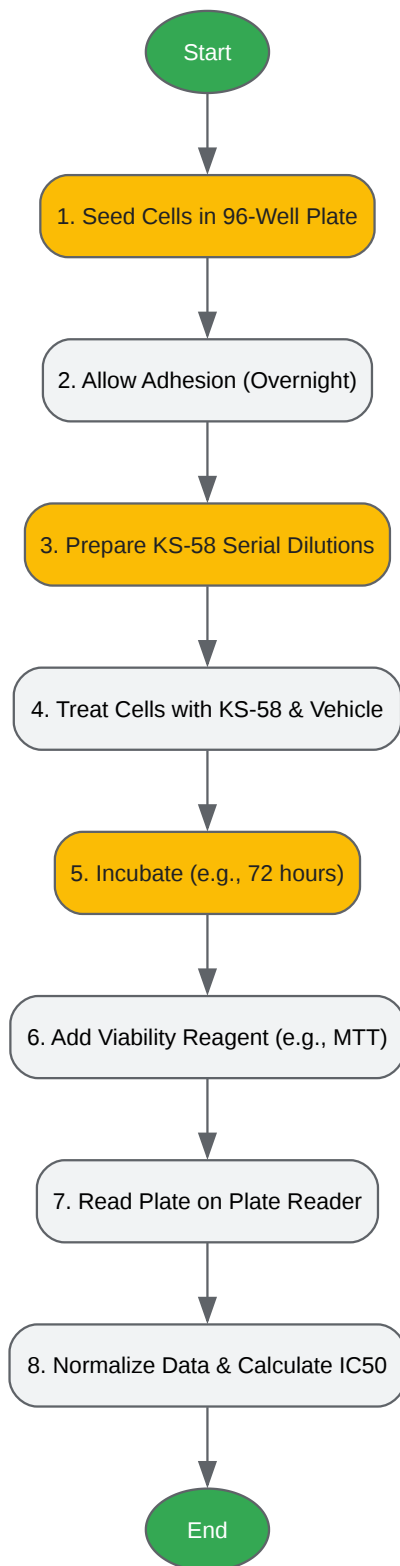 Start
1. Seed Cells in 96-Well Plate
2. Allow Adhesion (Overnight)
3. Prepare KS-58 Serial Dilutions
4. Treat Cells with KS-58 & Vehicle
5. Incubate (e.g., 72 hours)
6. Add Viability Reagent (e.g., MTT)
7. Read Plate on Plate Reader
8. Normalize Data & Calculate IC50
End